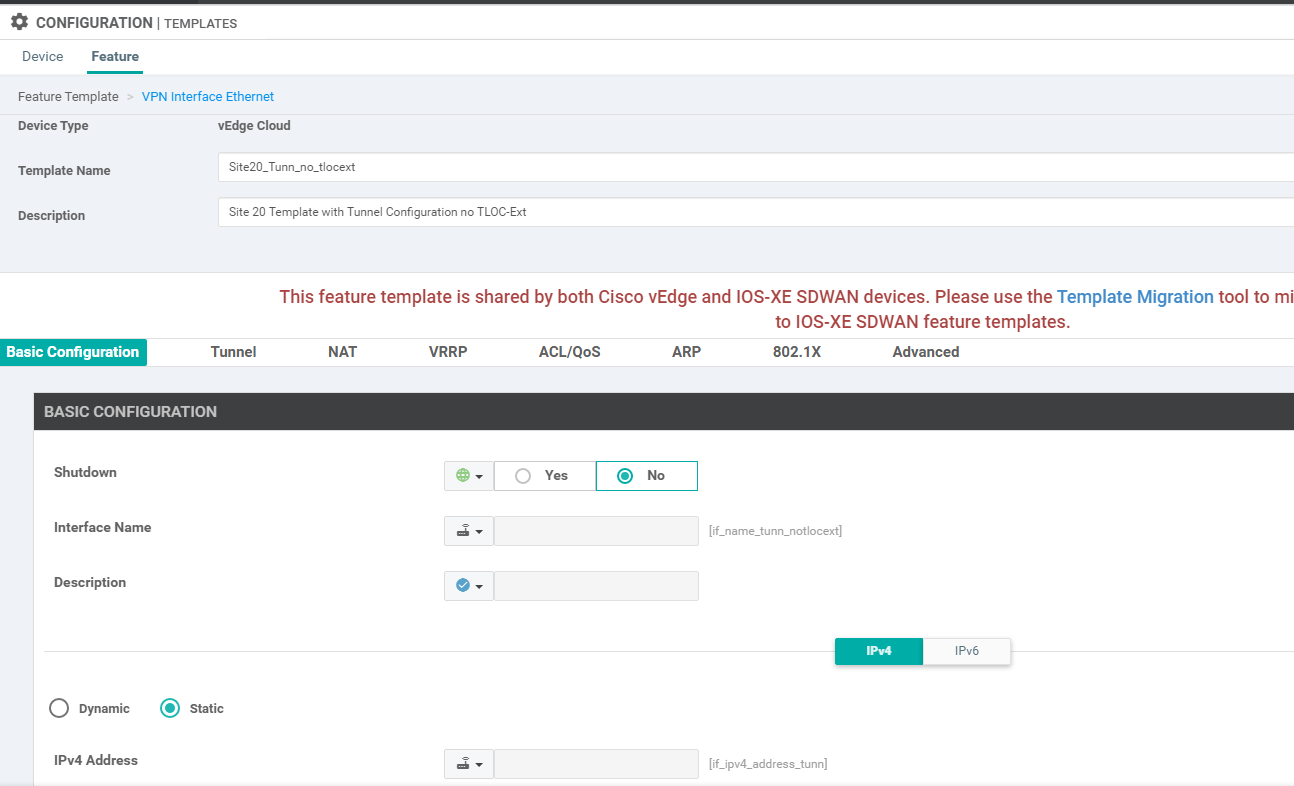 CONFIGURATION | TEMPLATES
Device Feature
Feature Template > VPN Interface Ethernet
Device Type vEdge Cloud
Template Name Site20_Tunn_no_tlocext
Description Site 20 Template with Tunnel Configuration no TLOC-Ext
This feature template is shared by both Cisco vEdge and IOS-XE SDWAN devices. Please use the Template Migration tool to mi
to IOS-XE SDWAN feature templates.
Basic Configuration Tunnel NAT VRRP ACL/QoS ARP 802.1X Advanced
BASIC CONFIGURATION
Shutdown Yes No
Interface Name [if_name_tunn_notlocext]
Description
IPv4 IPv6
Dynamic Static
IPv4 Address [if_ipv4_address_tunn]